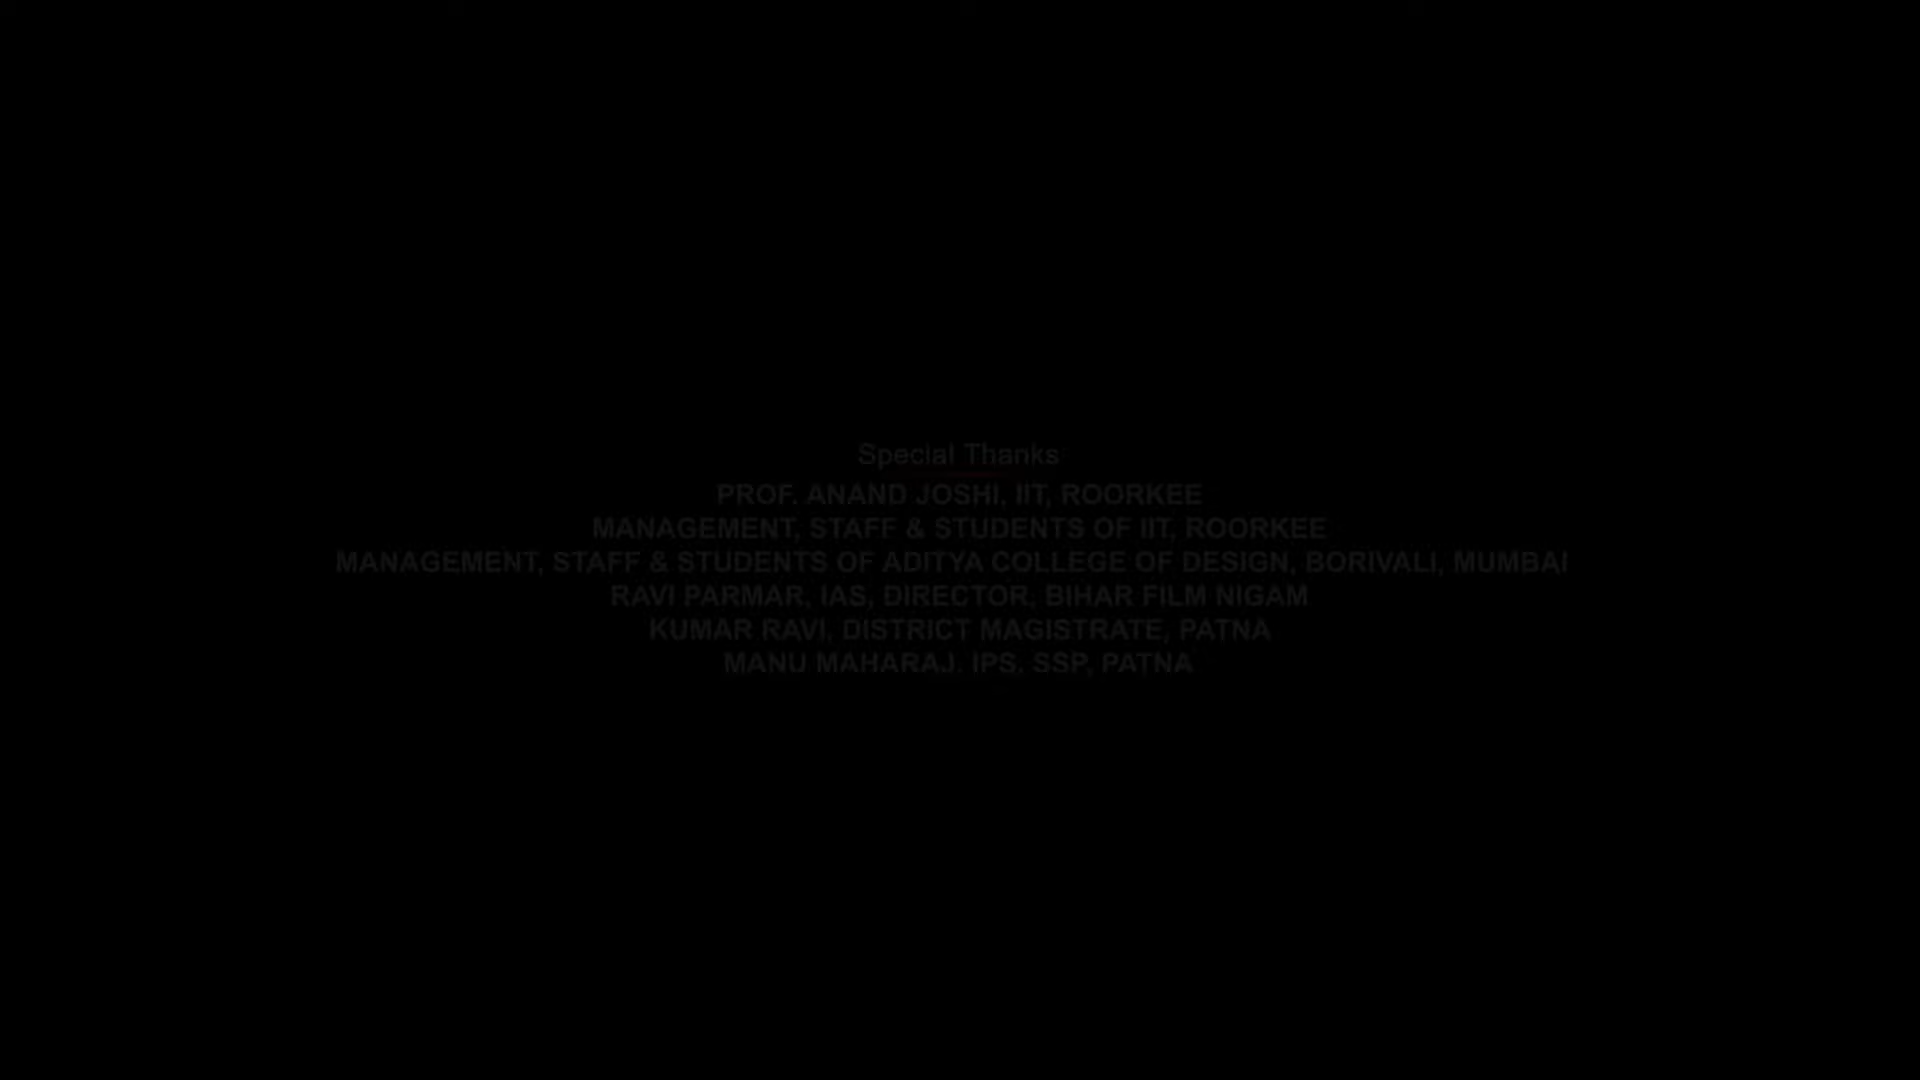 Special Thanks
PROF. ANAND JOSHI, IIT, ROORKEE
MANAGEMENT, STAFF & STUDENTS OF IIT, ROORKEE
MANAGEMENT, STAFF & STUDENTS OF ADITYA COLLEGE OF DESIGN, BORIVALI, MUMBAI
RAVI PARMAR, IAS, DIRECTOR, BIHAR FILM NIGAM
KUMAR RAVI, DISTRICT MAGISTRATE, PATNA
MANU MAHARAJ, IPS, SSP, PATNA